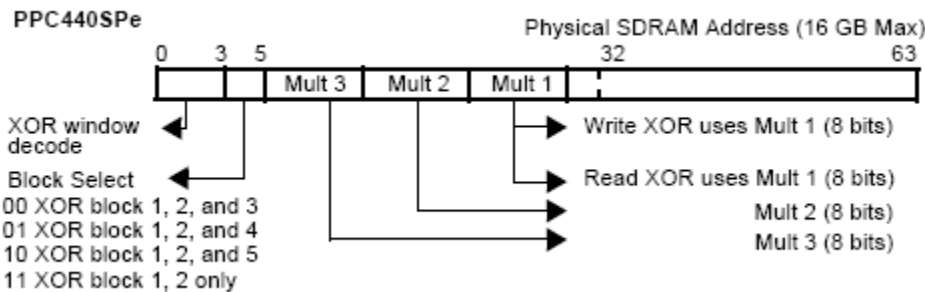 PPC440SPe
Physical SDRAM Address (16 GB Max)
0 3 5 32 63
Mult 3 Mult 2 Mult 1
XOR window decode
Write XOR uses Mult 1 (8 bits)
Block Select
Read XOR uses Mult 1 (8 bits)
00 XOR block 1, 2, and 3
Mult 2 (8 bits)
01 XOR block 1, 2, and 4
Mult 3 (8 bits)
10 XOR block 1, 2, and 5
11 XOR block 1, 2 only